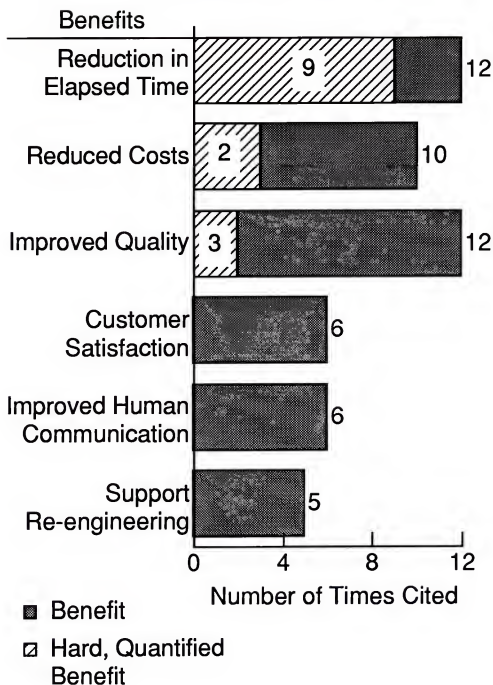 Benefits
Reduction in
Elapsed Time
9
12
Reduced Costs
2
10
Improved Quality
3
12
Customer
Satisfaction
6
Improved Human
Communication
6
Support
Re-engineering
5
0
4
8
12
Number of Times Cited
Benefit
Hard, Quantified
Benefit